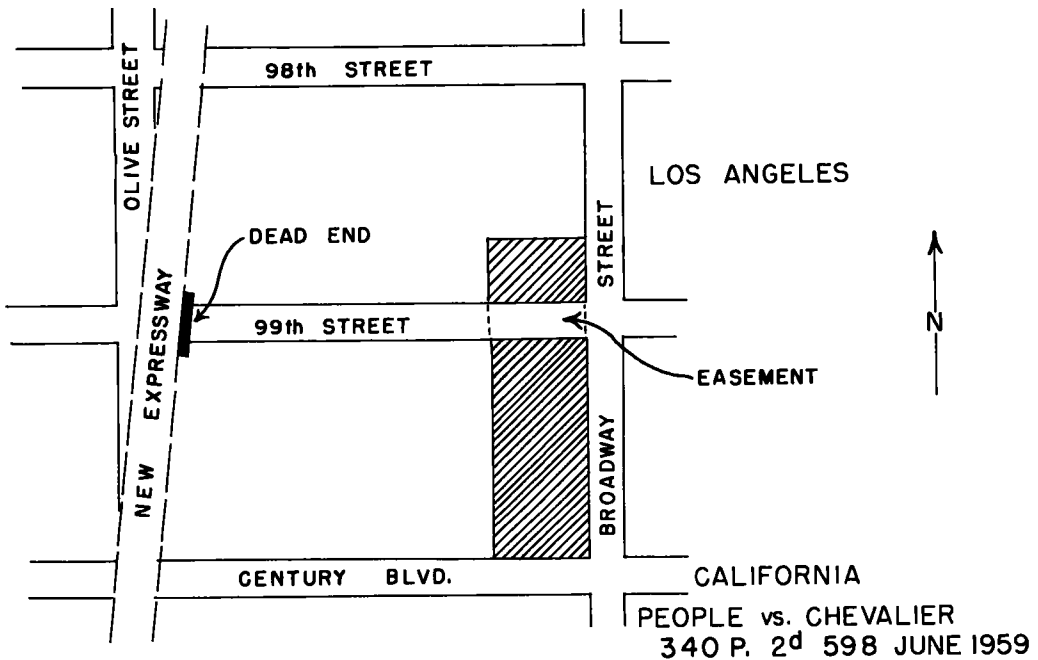 98th STREET
OLIVE STREET
LOS ANGELES
DEAD END
STREET
99th STREET
N
EASEMENT
NEW EXPRESSWAY
BROADWAY
CENTURY BLVD.
CALIFORNIA
PEOPLE vs. CHEVALIER
340 P. 2d 598 JUNE 1959